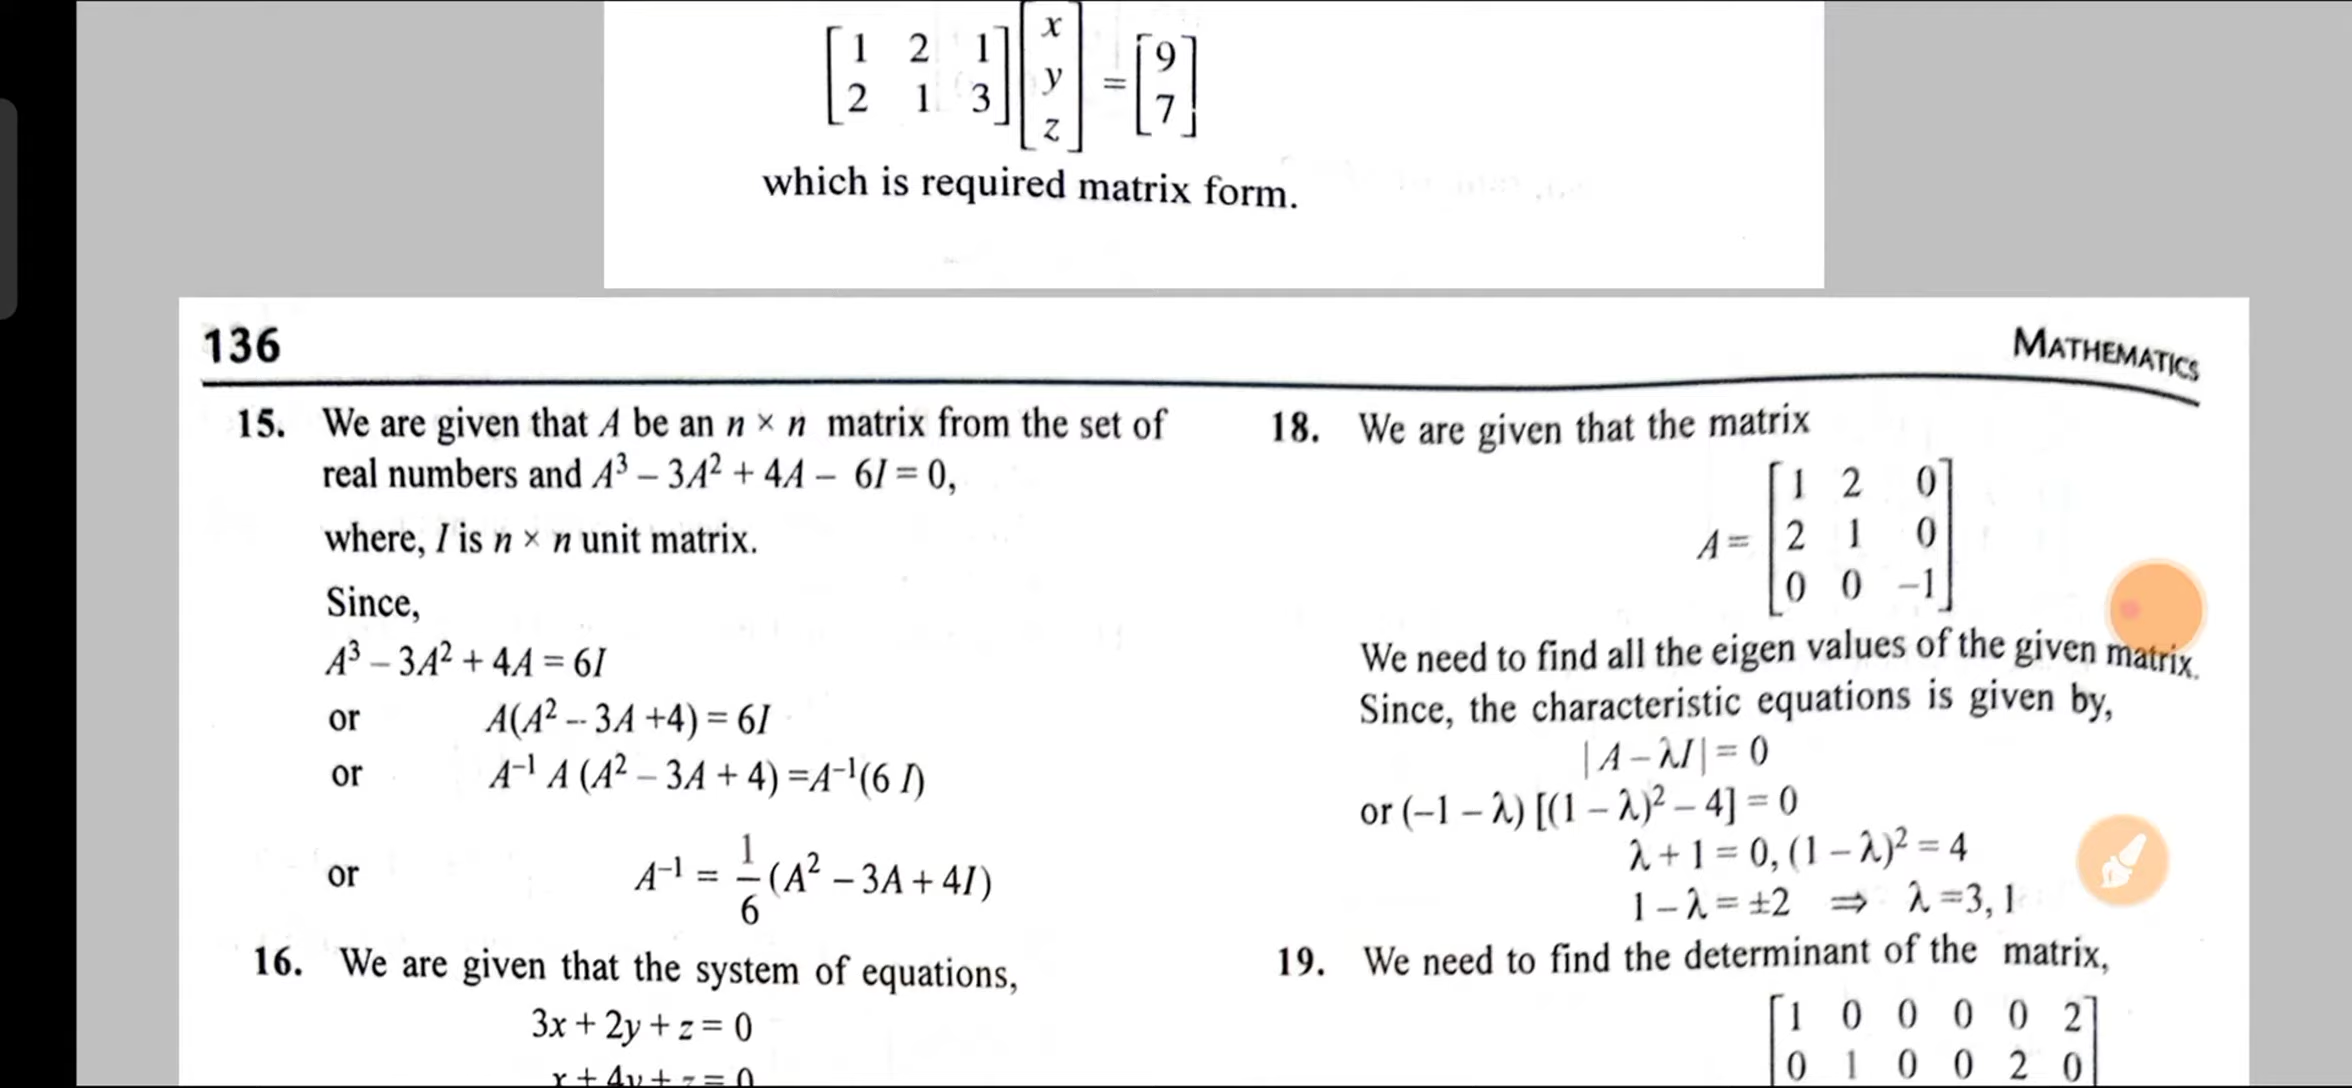 [1 2 1] [x] = [9]
[2 1 3] [y]   [7]
[z]
which is required matrix form.
136
MATHEMATICS
15. We are given that A be an n × n matrix from the set of
real numbers and A³ – 3A² + 4A – 6I = 0,
where, I is n × n unit matrix.
Since,
A³ – 3A² + 4A = 6I
or A(A² -- 3A +4) = 6I
or A⁻¹ A (A² – 3A + 4) =A⁻¹(6 I)
or A⁻¹ = 1/6 (A² – 3A + 4I)
16. We are given that the system of equations,
3x + 2y + z = 0
x + 4y + z = 0
18. We are given that the matrix
[1 2 0]
A = [2 1 0]
[0 0 –1]
We need to find all the eigen values of the given matrix.
Since, the characteristic equations is given by,
| A – λI | = 0
or (–1 – λ) [(1 – λ)² – 4] = 0
λ + 1 = 0, (1 – λ)² = 4
1 – λ = ±2 ⇒ λ =3, 1
19. We need to find the determinant of the matrix,
[1 0 0 0 0 2]
[0 1 0 0 2 0]